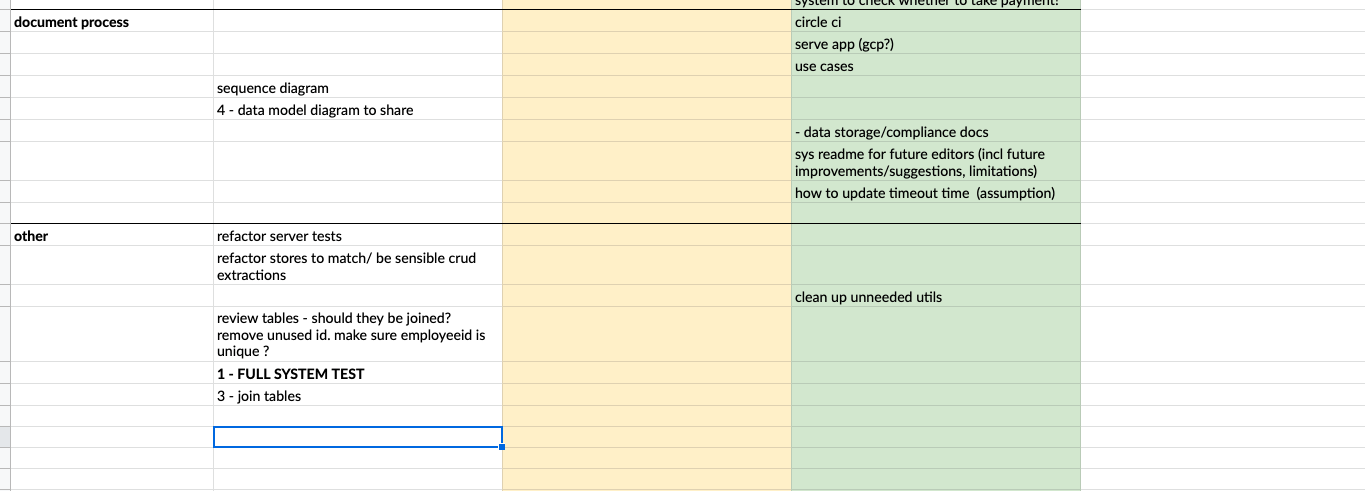 system to check whether to take payment?
document process
circle ci
serve app (gcp?)
use cases
sequence diagram
4 - data model diagram to share
- data storage/compliance docs
sys readme for future editors (incl future
improvements/suggestions, limitations)
how to update timeout time  (assumption)
other
refactor server tests
refactor stores to match/ be sensible crud
extractions
clean up unneeded utils
review tables - should they be joined?
remove unused id. make sure employeeid is
unique ?
1 - FULL SYSTEM TEST
3 - join tables